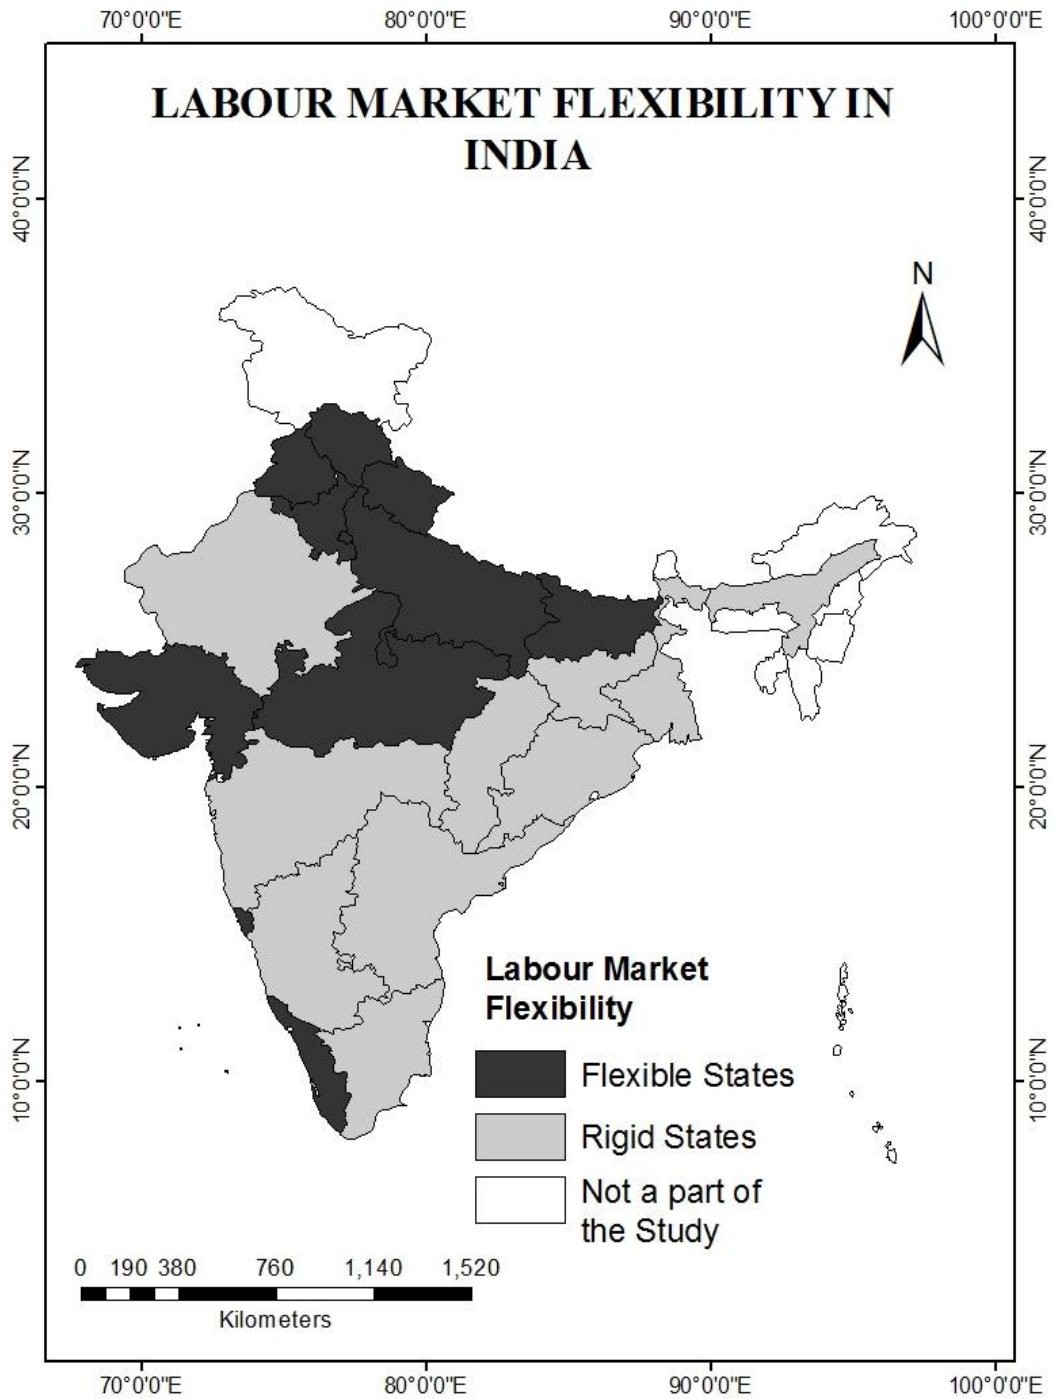 70°0'0"E 80°0'0"E 90°0'0"E 100°0'0"E
LABOUR MARKET FLEXIBILITY IN
INDIA
40°0'0"N
40°0'0"N
N
30°0'0"N
30°0'0"N
20°0'0"N
20°0'0"N
Labour Market
Flexibility
10°0'0"N
10°0'0"N
Flexible States
Rigid States
Not a part of
the Study
0 190 380 760 1,140 1,520
Kilometers
70°0'0"E 80°0'0"E 90°0'0"E 100°0'0"E